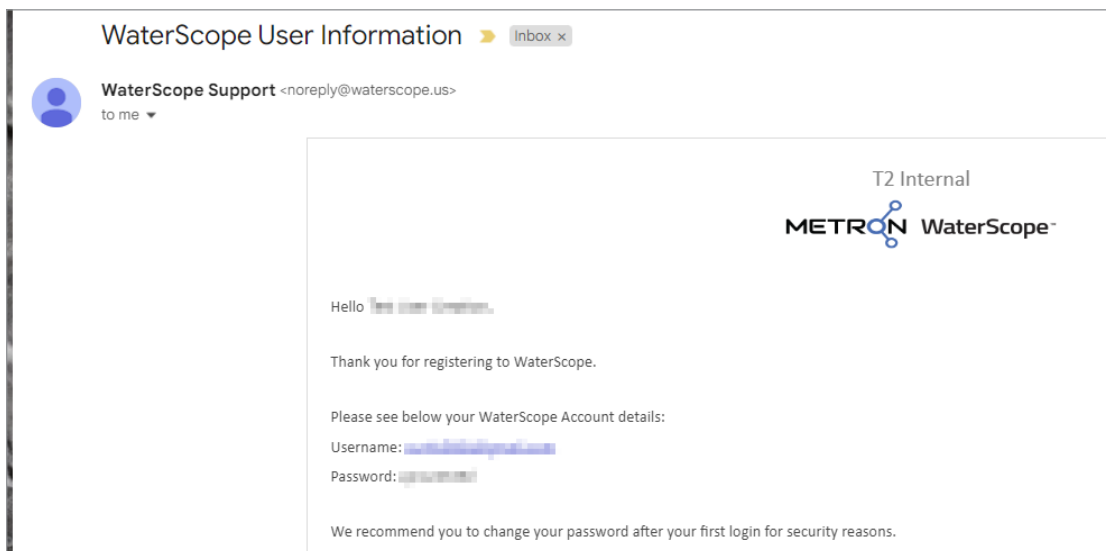 WaterScope User Information Inbox ×
WaterScope Support <noreply@waterscope.us>
to me
T2 Internal
METRON WaterScope™
Hello
Thank you for registering to WaterScope.
Please see below your WaterScope Account details:
Username:
Password:
We recommend you to change your password after your first login for security reasons.